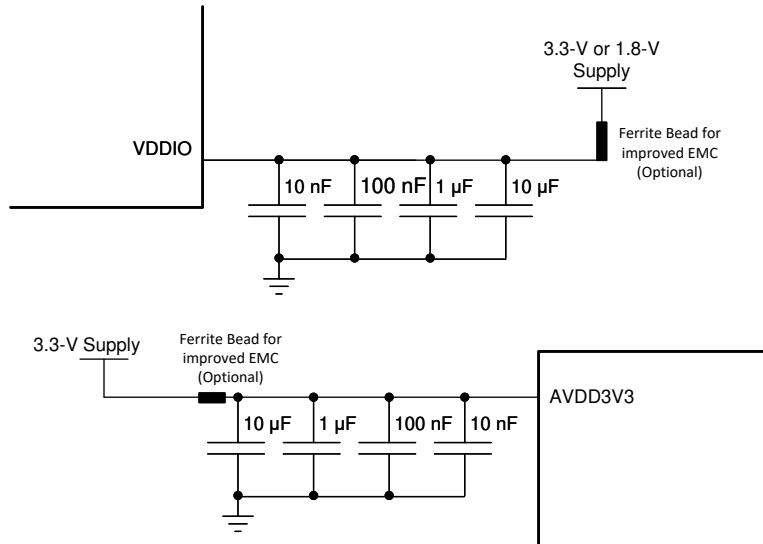 3.3-V or 1.8-V
Supply
VDDIO
Ferrite Bead for
improved EMC
(Optional)
10 nF
100 nF
1 µF
10 µF
3.3-V Supply
Ferrite Bead for
improved EMC
(Optional)
AVDD3V3
10 µF
1 µF
100 nF
10 nF